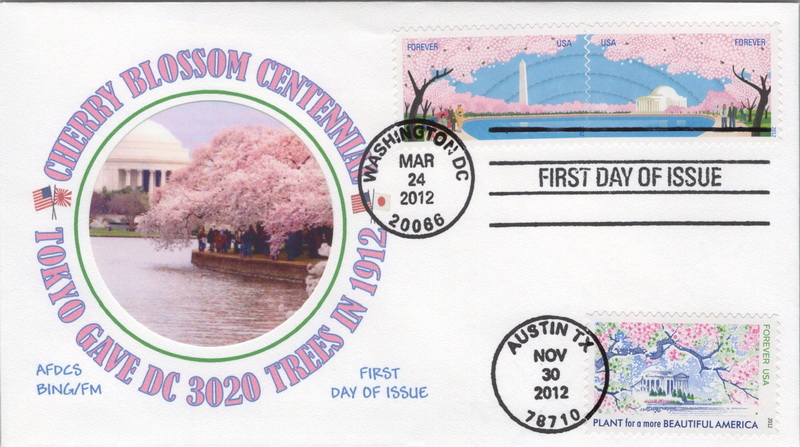 CHERRY BLOSSOM CENTENNIAL
TOKYO GAVE DC 3020 TREES IN 1912
AFDCS
BING/FM
FIRST
DAY OF ISSUE
FOREVER
USA
USA
FOREVER
WASHINGTON DC
MAR
24
2012
20066
FIRST DAY OF ISSUE
AUSTIN TX
NOV
30
2012
78710
FOREVER USA
PLANT for a more BEAUTIFUL AMERICA
2012